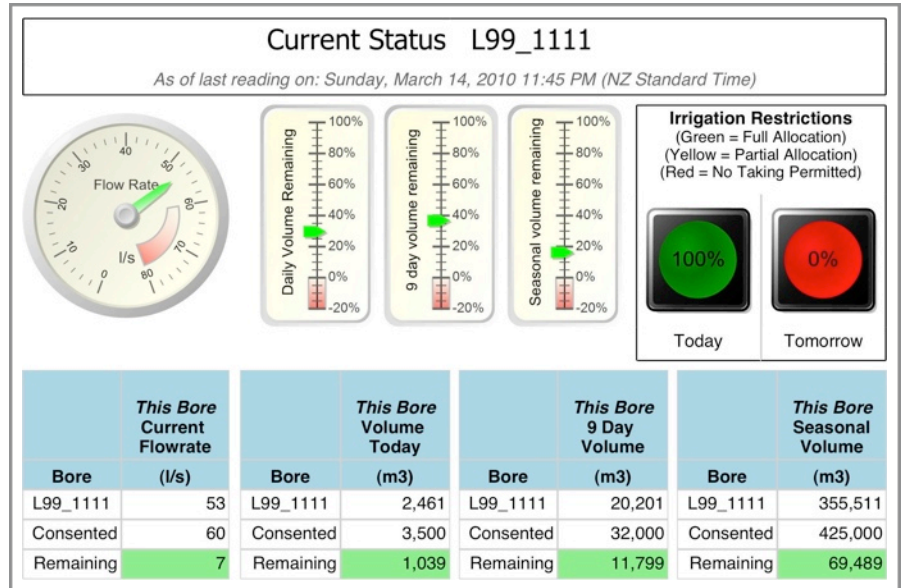 Current Status L99_1111
As of last reading on: Sunday, March 14, 2010 11:45 PM (NZ Standard Time)
Flow Rate
l/s
0
10
20
30
40
50
60
70
80
Daily Volume Remaining
100%
80%
60%
40%
20%
0%
-20%
9 day volume remaining
100%
80%
60%
40%
20%
0%
-20%
Seasonal volume remaining
100%
80%
60%
40%
20%
0%
-20%
Irrigation Restrictions
(Green = Full Allocation)
(Yellow = Partial Allocation)
(Red = No Taking Permitted)
100%
0%
Today
Tomorrow
This Bore
Current
Flowrate
Bore (l/s)
L99_1111 53
Consented 60
Remaining 7
This Bore
Volume
Today
Bore (m3)
L99_1111 2,461
Consented 3,500
Remaining 1,039
This Bore
9 Day
Volume
Bore (m3)
L99_1111 20,201
Consented 32,000
Remaining 11,799
This Bore
Seasonal
Volume
Bore (m3)
L99_1111 355,511
Consented 425,000
Remaining 69,489